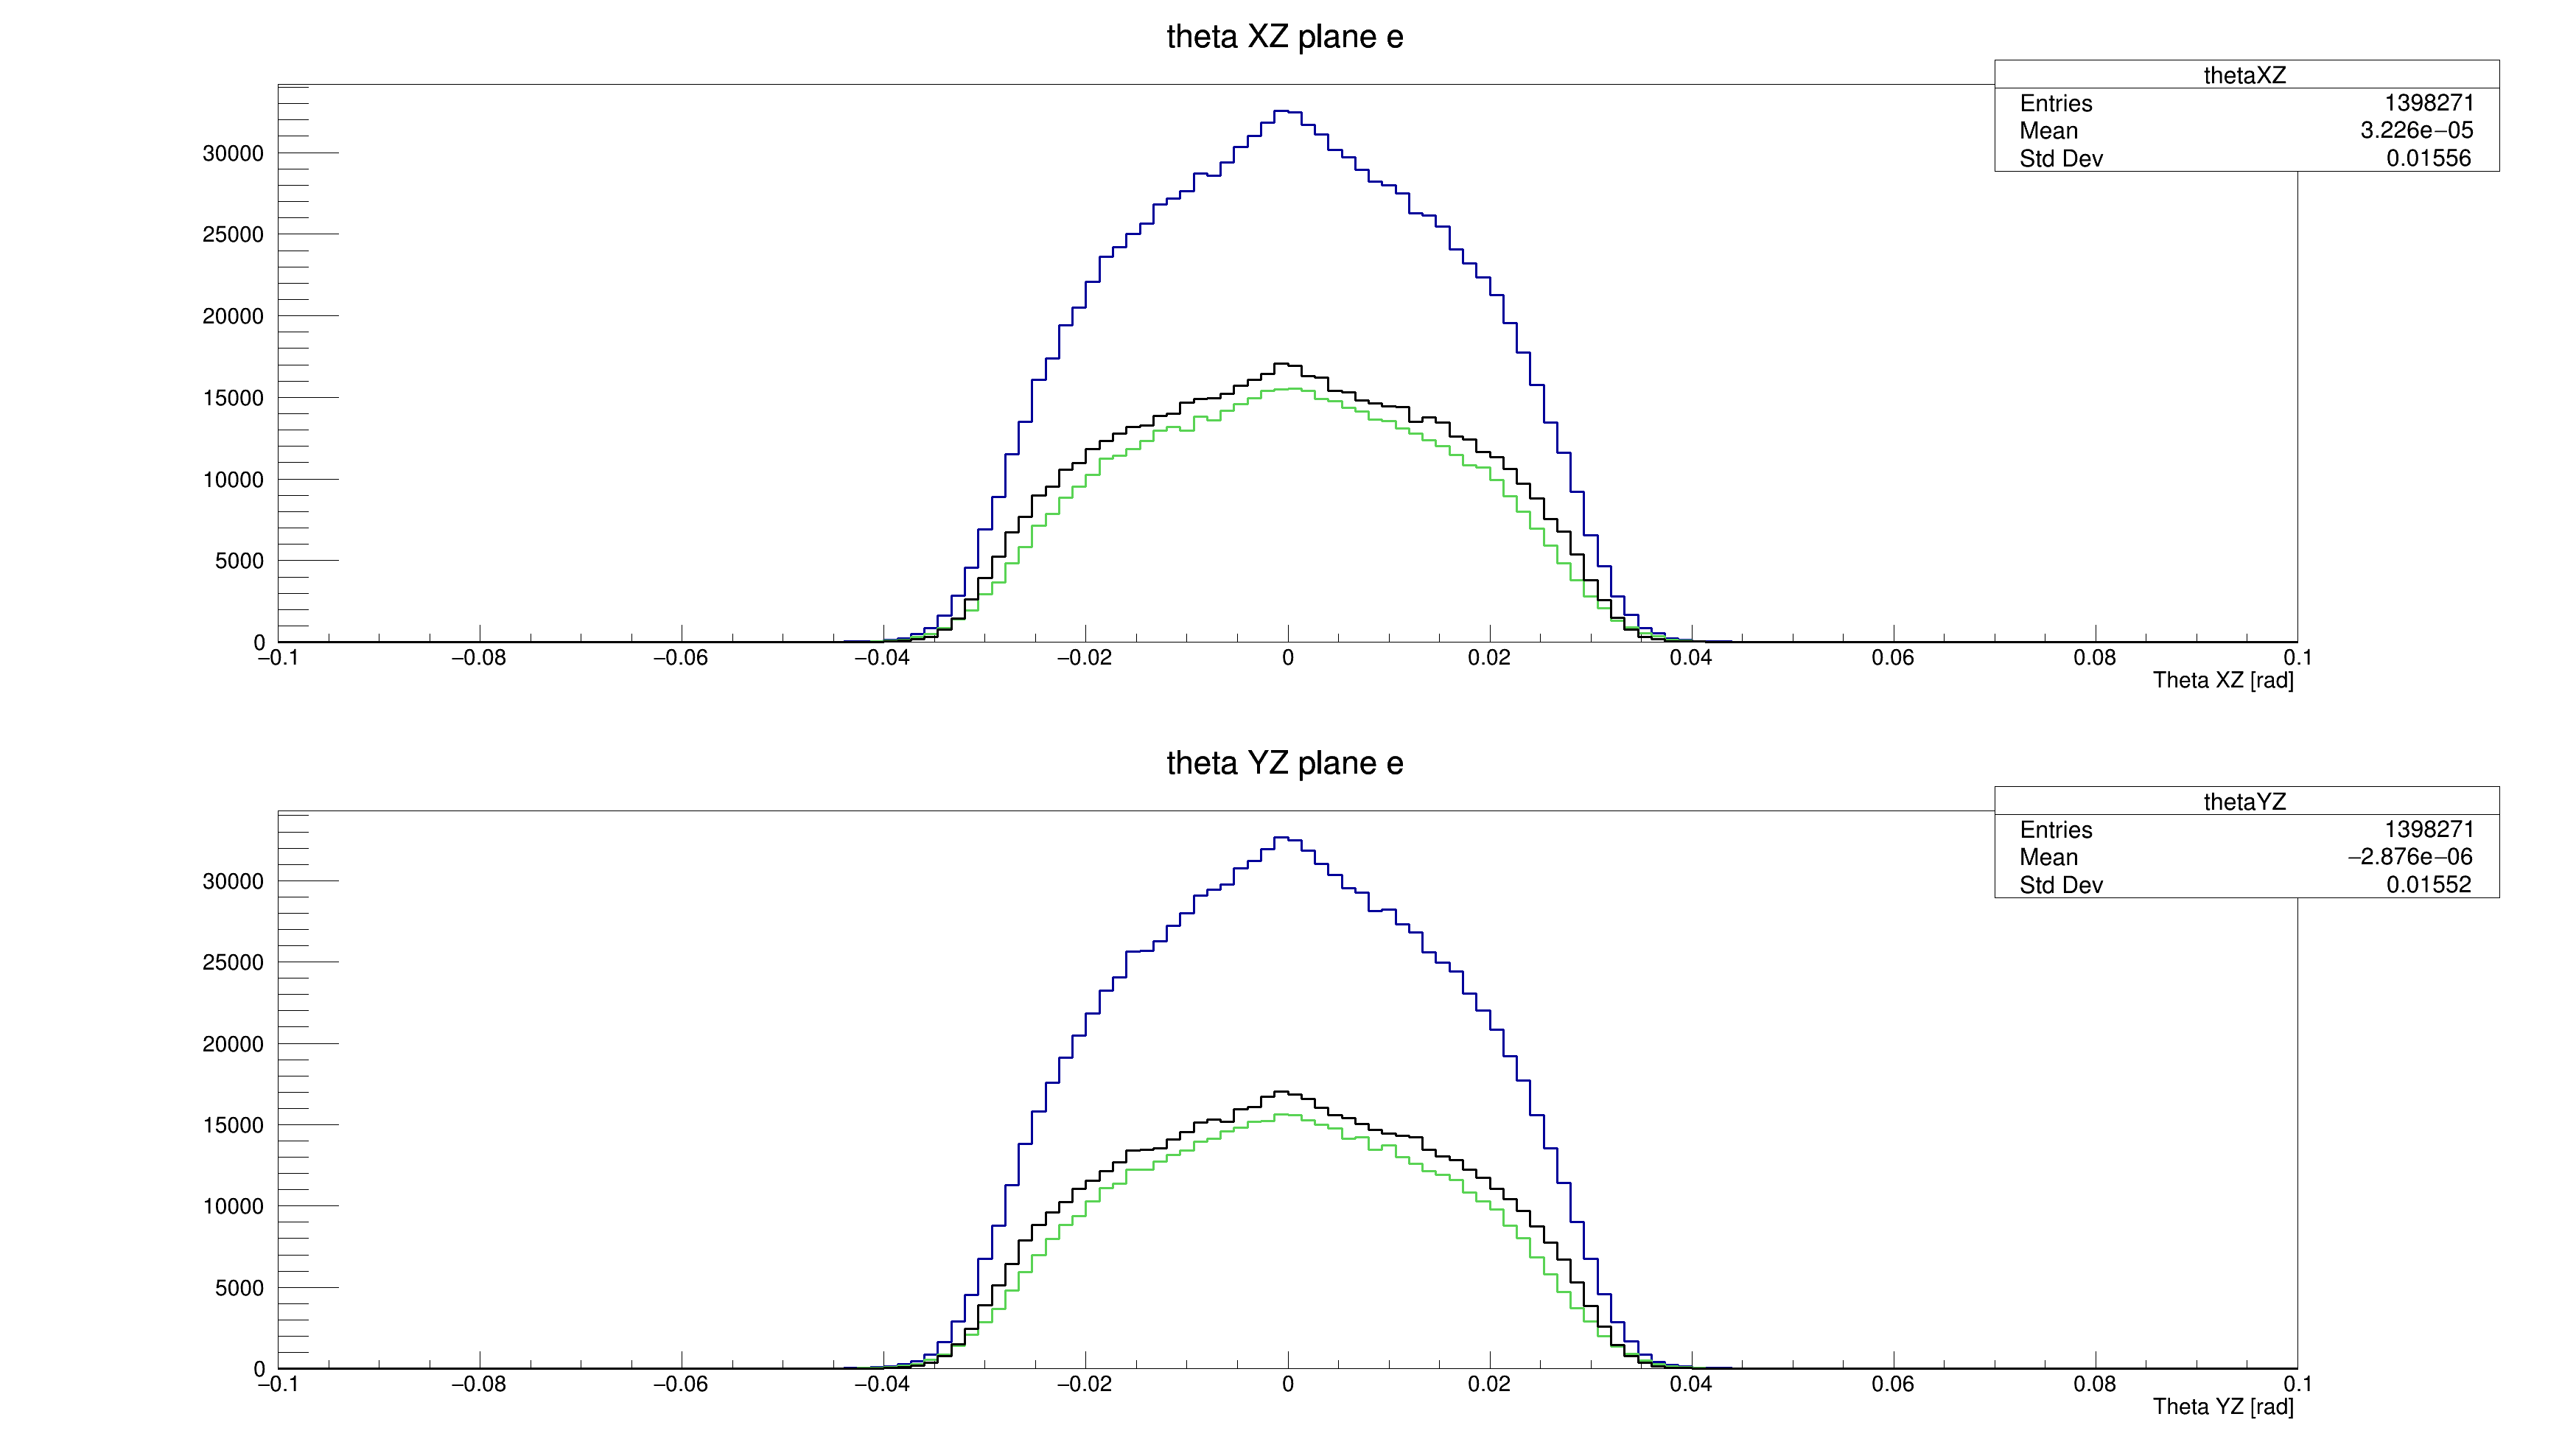 theta XZ plane e
thetaXZ
Entries 1398271
Mean 3.226e−05
Std Dev 0.01556
30000
25000
20000
15000
10000
5000
0
−0.1 −0.08 −0.06 −0.04 −0.02 0 0.02 0.04 0.06 0.08 0.1
Theta XZ [rad]
theta YZ plane e
thetaYZ
Entries 1398271
Mean −2.876e−06
Std Dev 0.01552
30000
25000
20000
15000
10000
5000
0
−0.1 −0.08 −0.06 −0.04 −0.02 0 0.02 0.04 0.06 0.08 0.1
Theta YZ [rad]